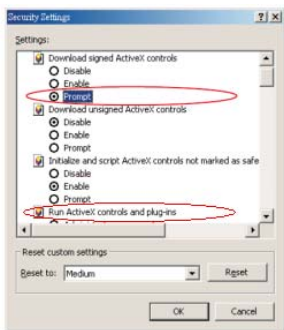 Security Settings
Settings:
Download signed ActiveX controls
Disable
Enable
Prompt
Download unsigned ActiveX controls
Disable
Enable
Prompt
Initialize and script ActiveX controls not marked as safe
Disable
Enable
Prompt
Run ActiveX controls and plug-ins
Reset custom settings
Reset to: Medium
Reset
OK Cancel